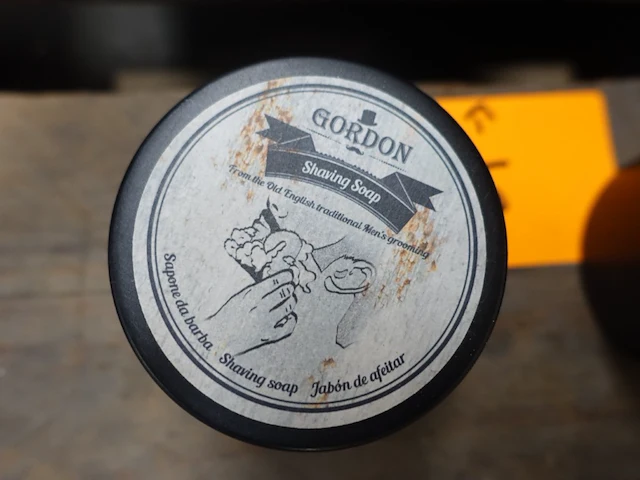 GORDON
Shaving Soap
From the Old English traditional Men's grooming
Sapone da barba
Shaving soap
Jabón de afeitar